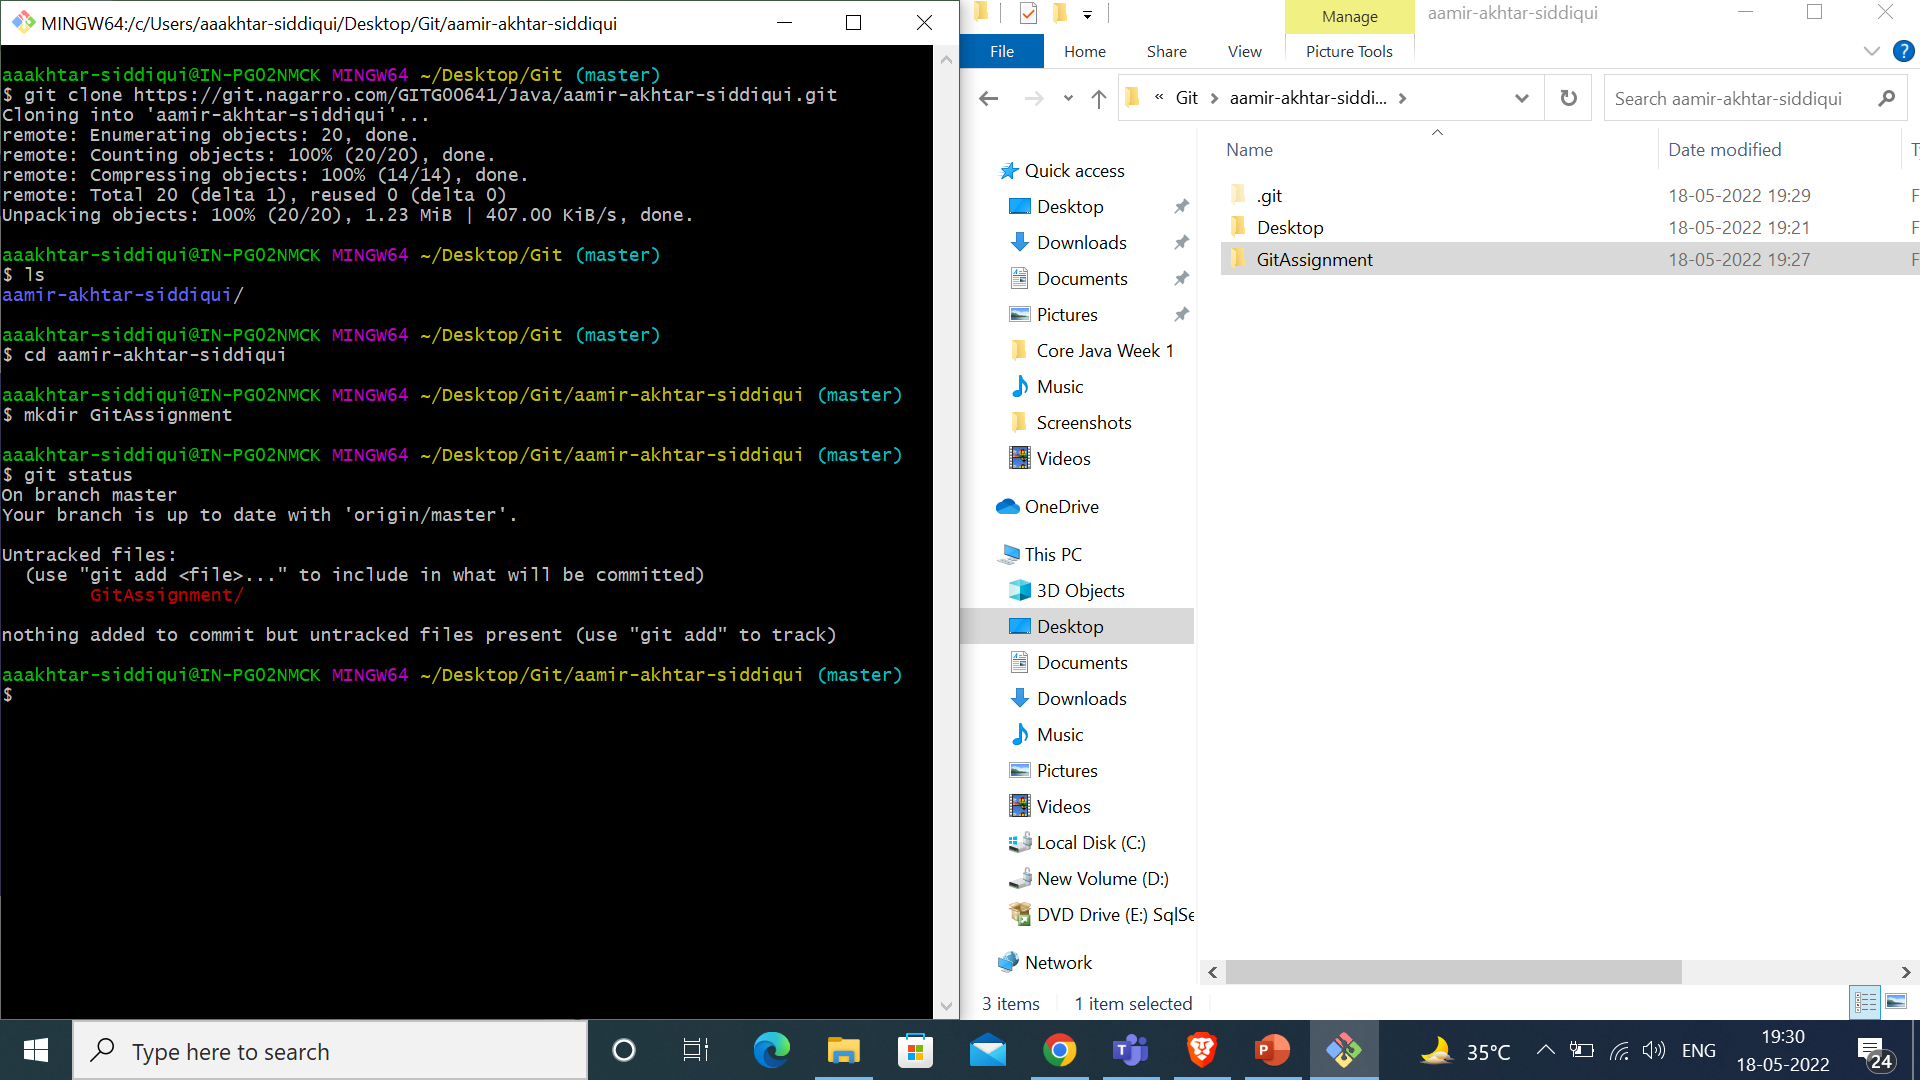 MINGW64:/c/Users/aaakhtar-siddiqui/Desktop/Git/aamir-akhtar-siddiqui
aaakhtar-siddiqui@IN-PG02NMCK MINGW64 ~/Desktop/Git (master)
$ git clone https://git.nagarro.com/GITG00641/Java/aamir-akhtar-siddiqui.git
Cloning into 'aamir-akhtar-siddiqui'...
remote: Enumerating objects: 20, done.
remote: Counting objects: 100% (20/20), done.
remote: Compressing objects: 100% (14/14), done.
remote: Total 20 (delta 1), reused 0 (delta 0)
Unpacking objects: 100% (20/20), 1.23 MiB | 407.00 KiB/s, done.
aaakhtar-siddiqui@IN-PG02NMCK MINGW64 ~/Desktop/Git (master)
$ ls
aamir-akhtar-siddiqui/
aaakhtar-siddiqui@IN-PG02NMCK MINGW64 ~/Desktop/Git (master)
$ cd aamir-akhtar-siddiqui
aaakhtar-siddiqui@IN-PG02NMCK MINGW64 ~/Desktop/Git/aamir-akhtar-siddiqui (master)
$ mkdir GitAssignment
aaakhtar-siddiqui@IN-PG02NMCK MINGW64 ~/Desktop/Git/aamir-akhtar-siddiqui (master)
$ git status
On branch master
Your branch is up to date with 'origin/master'.
Untracked files:
(use "git add <file>..." to include in what will be committed)
GitAssignment/
nothing added to commit but untracked files present (use "git add" to track)
aaakhtar-siddiqui@IN-PG02NMCK MINGW64 ~/Desktop/Git/aamir-akhtar-siddiqui (master)
$
Manage
aamir-akhtar-siddiqui
File Home Share View Picture Tools
« Git > aamir-akhtar-siddi... >
Search aamir-akhtar-siddiqui
Quick access
Desktop
Downloads
Documents
Pictures
Core Java Week 1
Music
Screenshots
Videos
OneDrive
This PC
3D Objects
Desktop
Documents
Downloads
Music
Pictures
Videos
Local Disk (C:)
New Volume (D:)
DVD Drive (E:) SqlSe
Network
Name Date modified T
.git 18-05-2022 19:29 F
Desktop 18-05-2022 19:21 F
GitAssignment 18-05-2022 19:27 F
3 items 1 item selected
Type here to search
35°C
ENG
19:30
18-05-2022
24